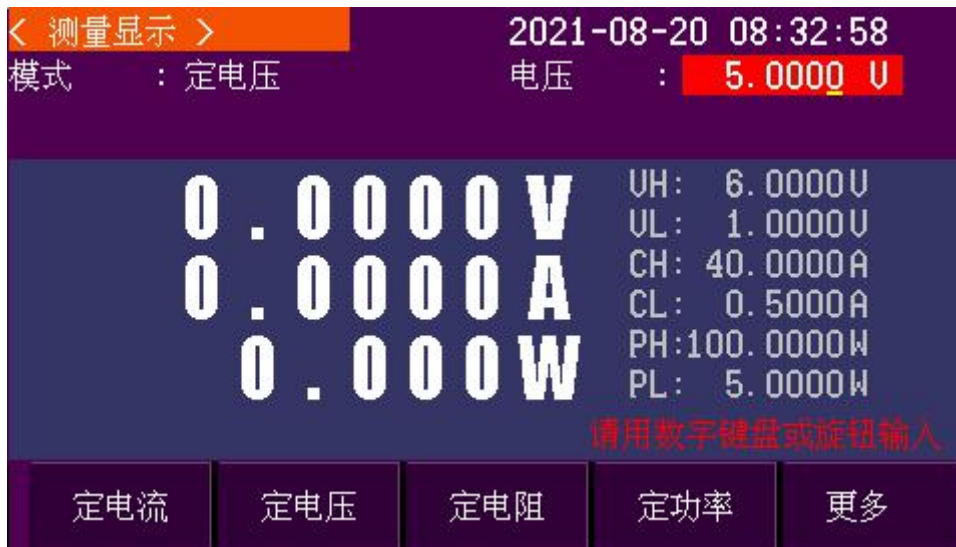 < 测量显示 > 2021-08-20 08:32:58
模式 : 定电压 电压 : 5.0000 V
0.0000V
0.0000A
0.000W
VH: 6.0000V
VL: 1.0000V
CH: 40.0000A
CL: 0.5000A
PH:100.0000W
PL: 5.0000W
请用数字键盘或旋钮输入
定电流 定电压 定电阻 定功率 更多